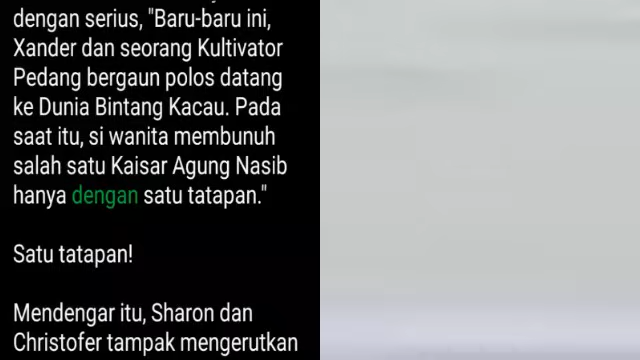 dengan serius, "Baru-baru ini,
Xander dan seorang Kultivator
Pedang bergaun polos datang
ke Dunia Bintang Kacau. Pada
saat itu, si wanita membunuh
salah satu Kaisar Agung Nasib
hanya dengan satu tatapan."
Satu tatapan!
Mendengar itu, Sharon dan
Christofer tampak mengerutkan